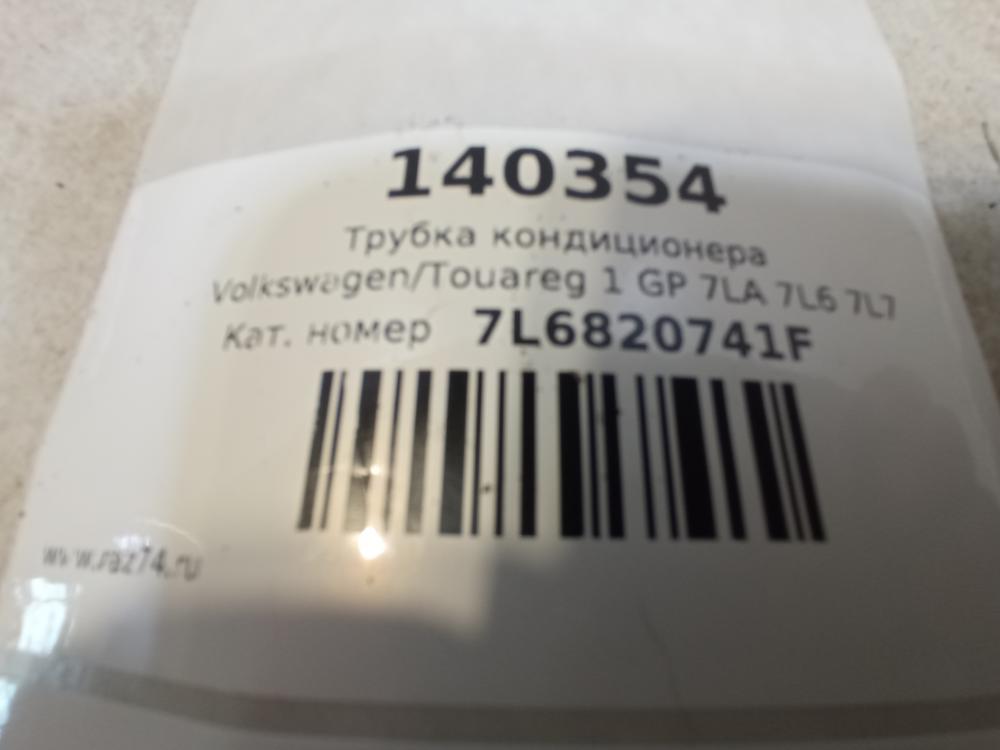 140354
Трубка кондиционера
Volkswagen/Touareg 1 GP 7LA 7L6 7L7
Кат. номер 7L6820741F
www.raz74.ru